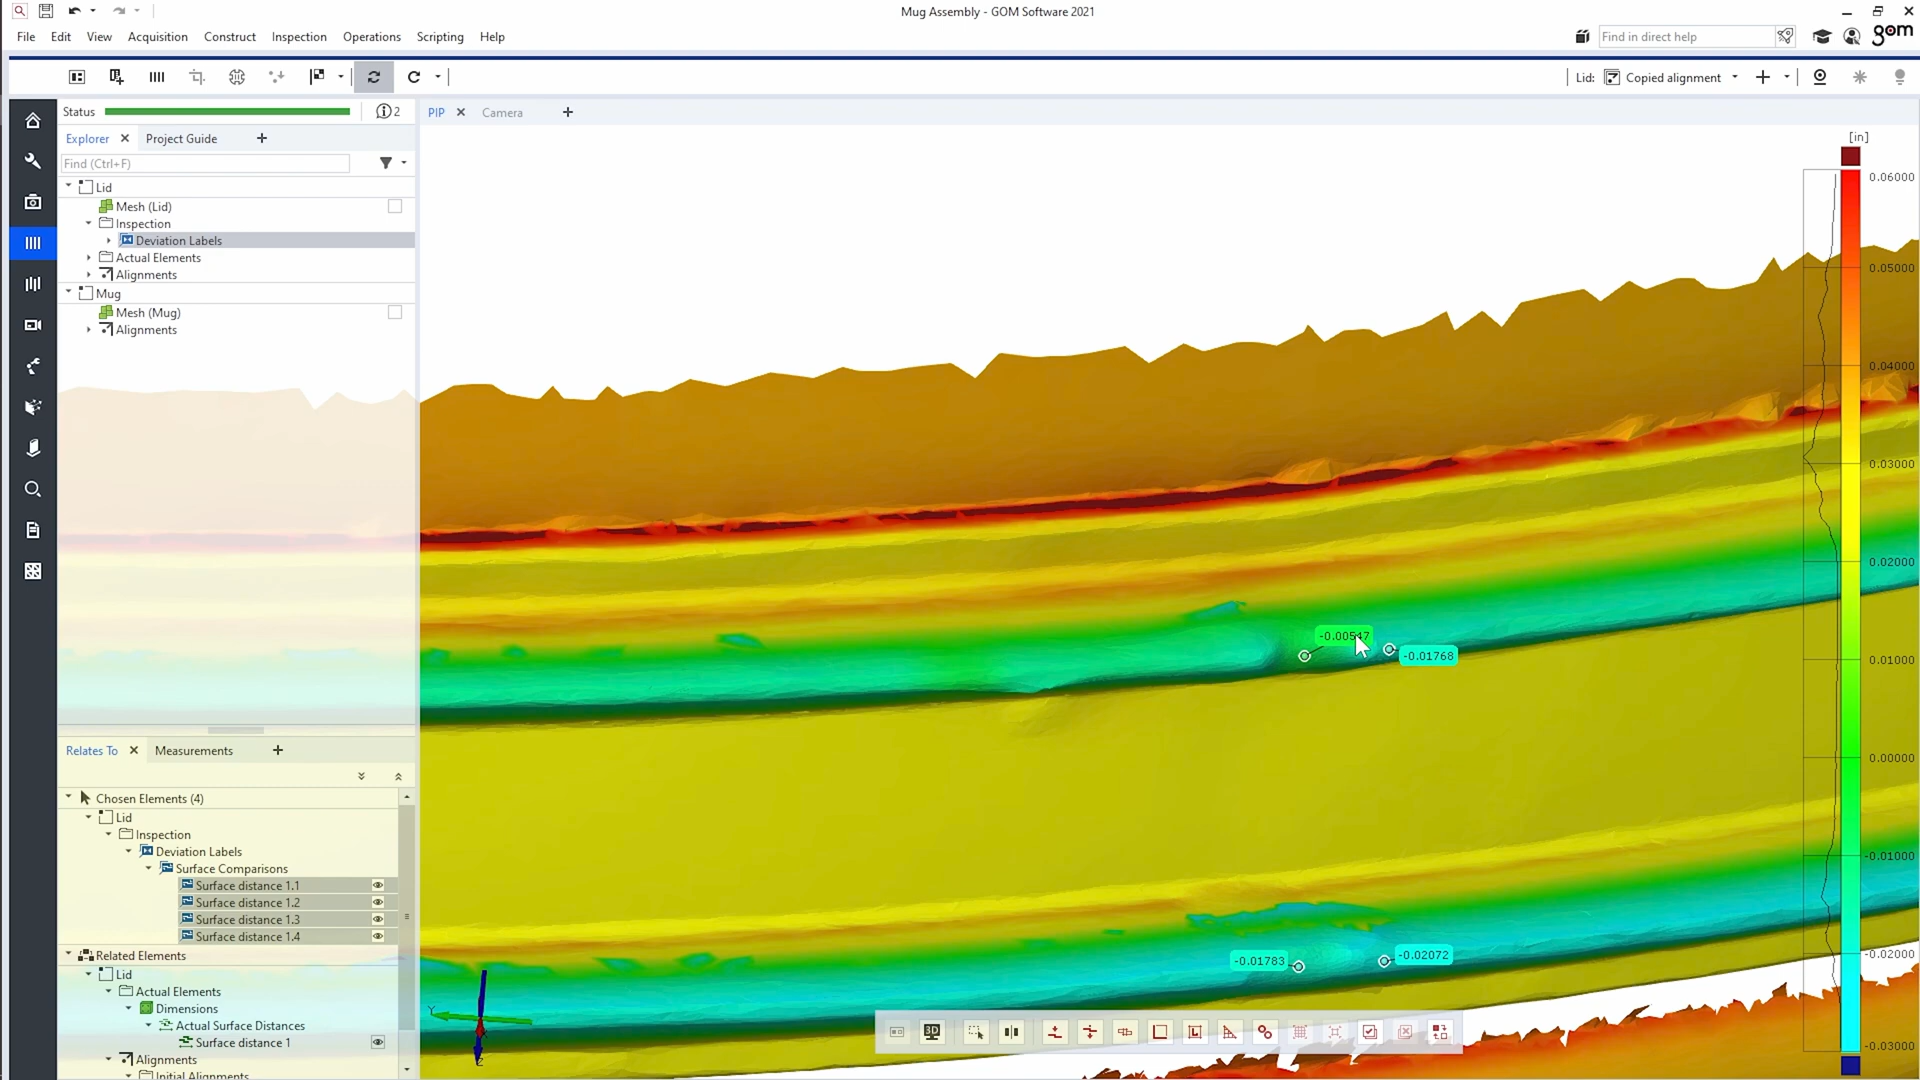 Mug Assembly - GOM Software 2021
File Edit View Acquisition Construct Inspection Operations Scripting Help
Find in direct help
gom
Lid: Copied alignment
Status
2
PIP
Camera
Explorer
Project Guide
Find (Ctrl+F)
Lid
Mesh (Lid)
Inspection
Deviation Labels
Actual Elements
Alignments
Mug
Mesh (Mug)
Alignments
[in]
0.06000
0.05000
0.04000
0.03000
0.02000
0.01000
0.00000
-0.01000
-0.02000
-0.03000
-0.00547
-0.01768
-0.01783
-0.02072
Y
Z
3D
Relates To
Measurements
Chosen Elements (4)
Lid
Inspection
Deviation Labels
Surface Comparisons
Surface distance 1.1
Surface distance 1.2
Surface distance 1.3
Surface distance 1.4
Related Elements
Lid
Actual Elements
Dimensions
Actual Surface Distances
Surface distance 1
Alignments
Initial Alignments